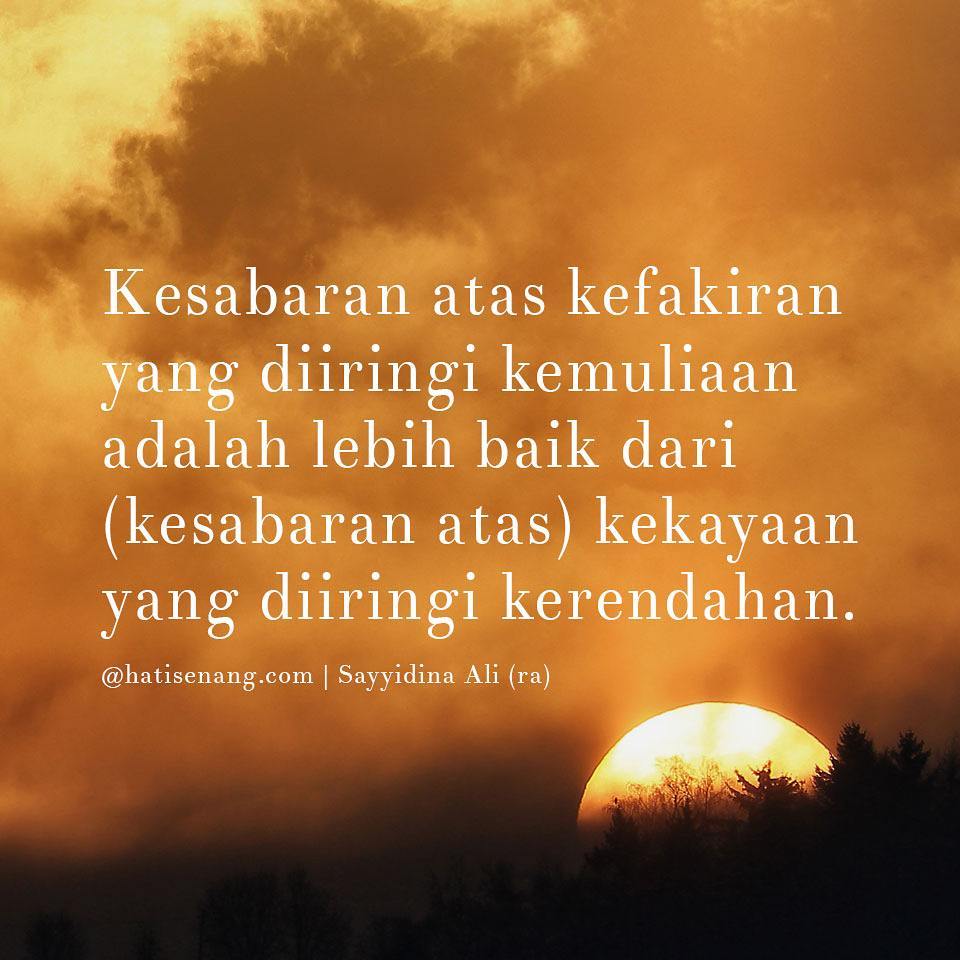 Kesabaran atas kefakiran
yang diiringi kemuliaan
adalah lebih baik dari
(kesabaran atas) kekayaan
yang diiringi kerendahan.
@hatisenang.com | Sayyidina Ali (ra)